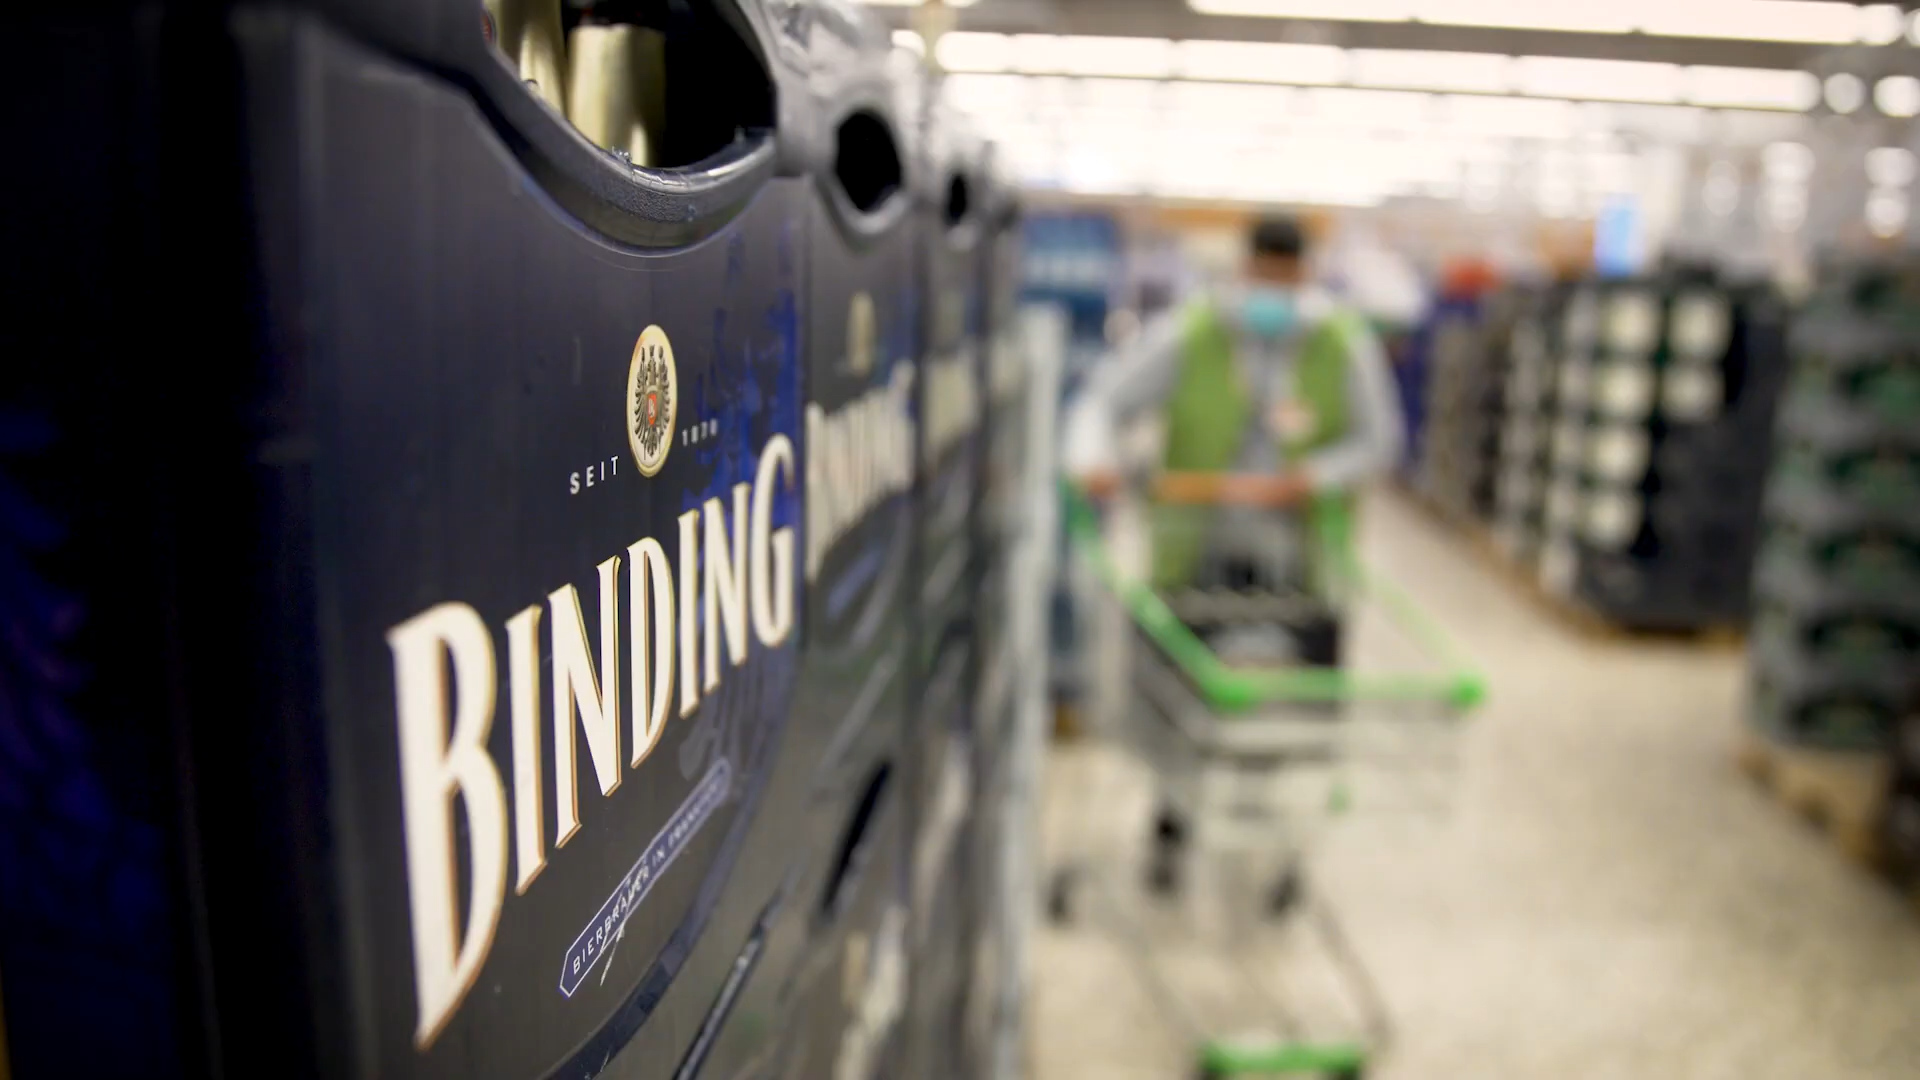 SEIT 1870
BINDING
BIERBRAUER IN FRANKFURT
BINDING